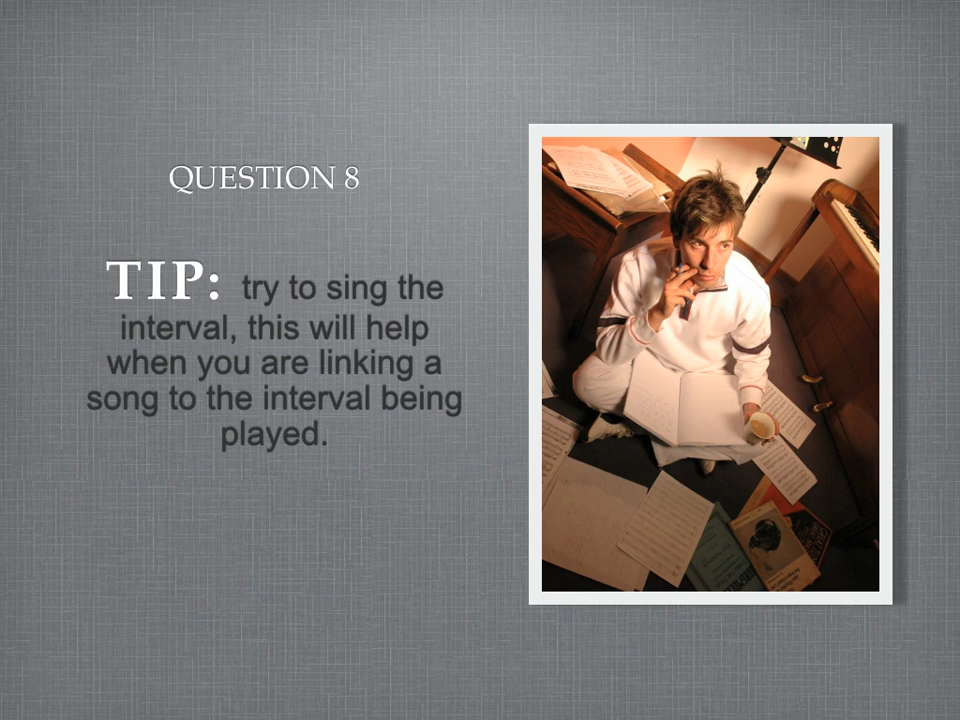 QUESTION 8
TIP: try to sing the
interval, this will help
when you are linking a
song to the interval being
played.